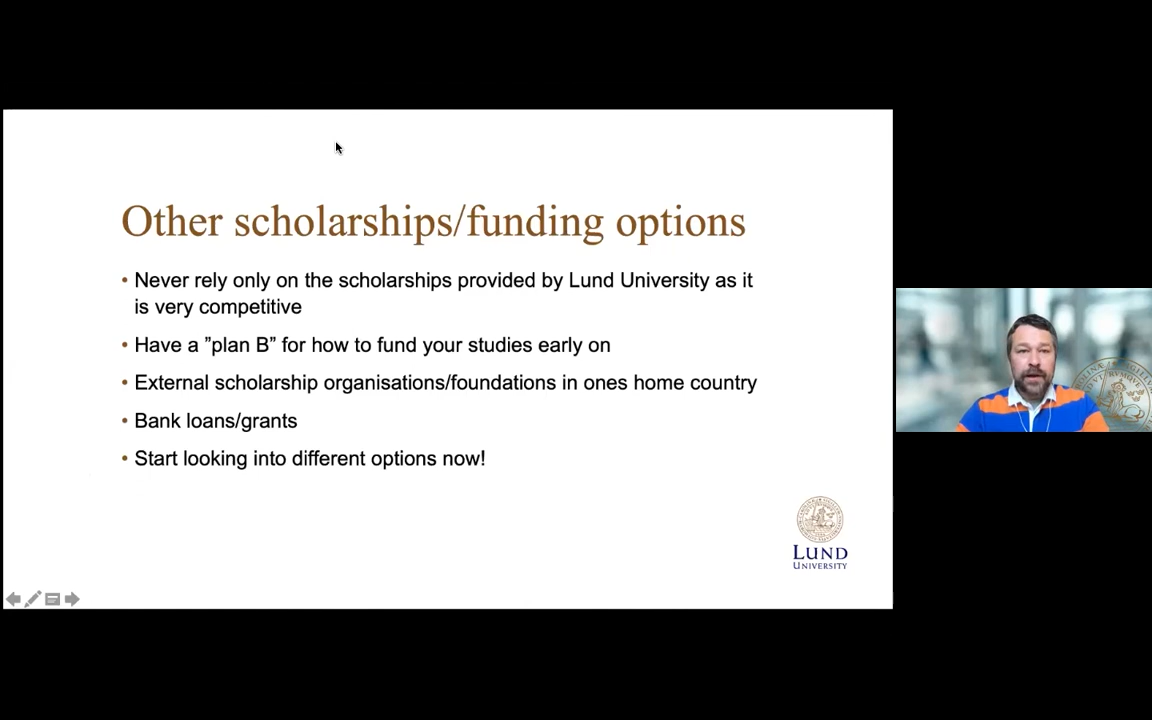 Other scholarships/funding options
• Never rely only on the scholarships provided by Lund University as it
is very competitive
• Have a ”plan B” for how to fund your studies early on
• External scholarship organisations/foundations in ones home country
• Bank loans/grants
• Start looking into different options now!
LUND
UNIVERSITY